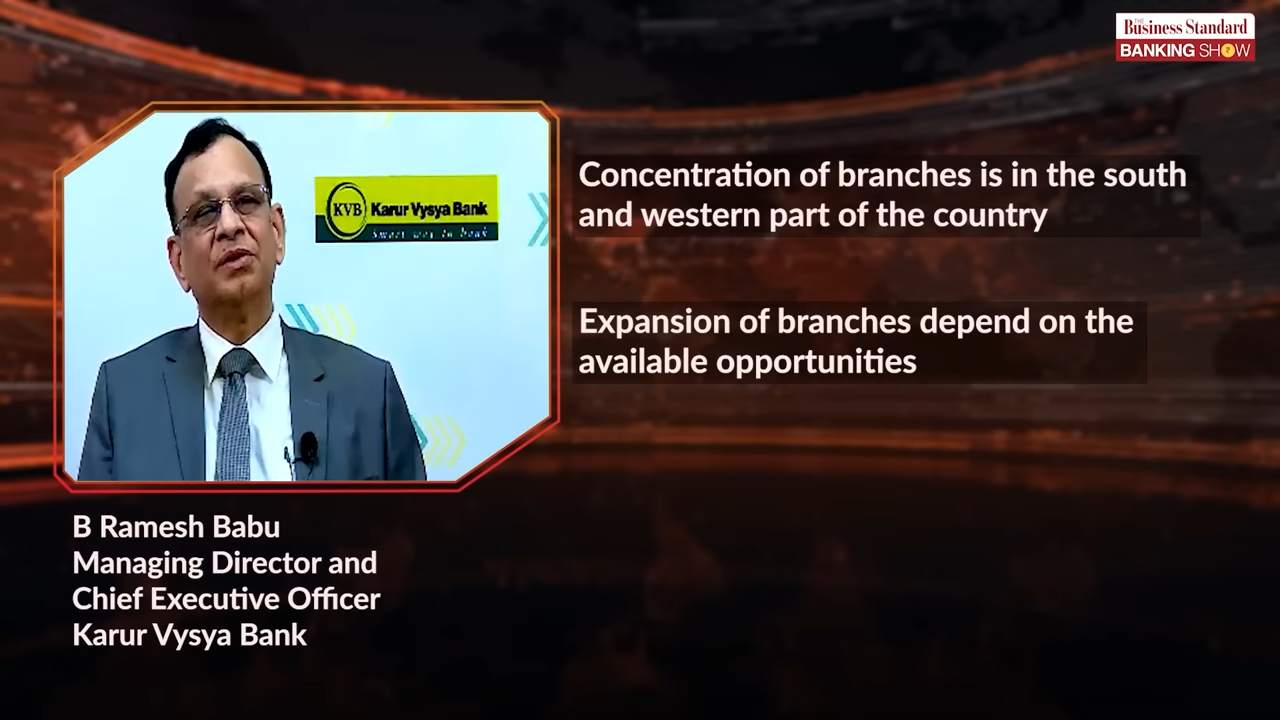 THE
Business Standard
BANKING SHOW
KVB Karur Vysya Bank
Smart way to bank
Concentration of branches is in the south
and western part of the country
Expansion of branches depend on the
available opportunities
B Ramesh Babu
Managing Director and
Chief Executive Officer
Karur Vysya Bank